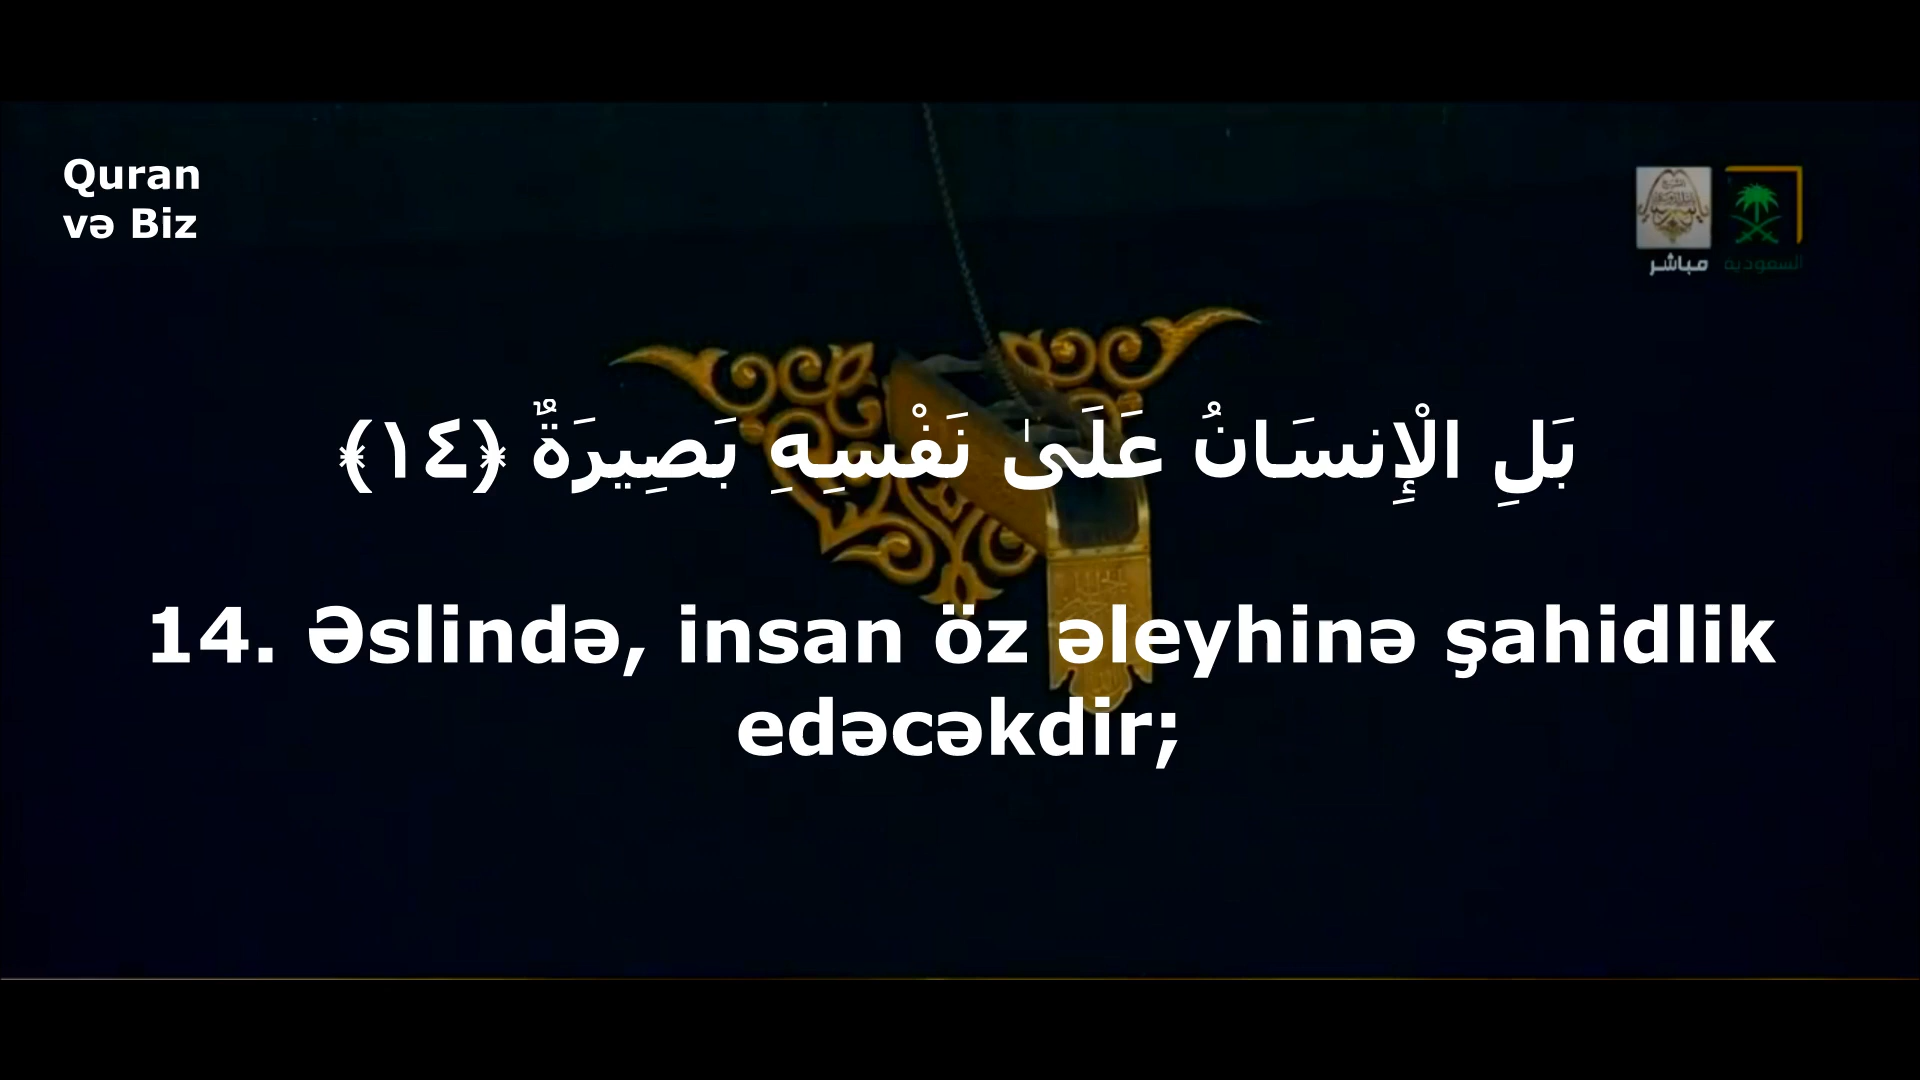 Quran
və Biz
مباشر
السعودية
بَلِ الْإِنسَانُ عَلَىٰ نَفْسِهِ بَصِيرَةٌ ﴿١٤﴾
14. Əslində, insan öz əleyhinə şahidlik
edəcəkdir;